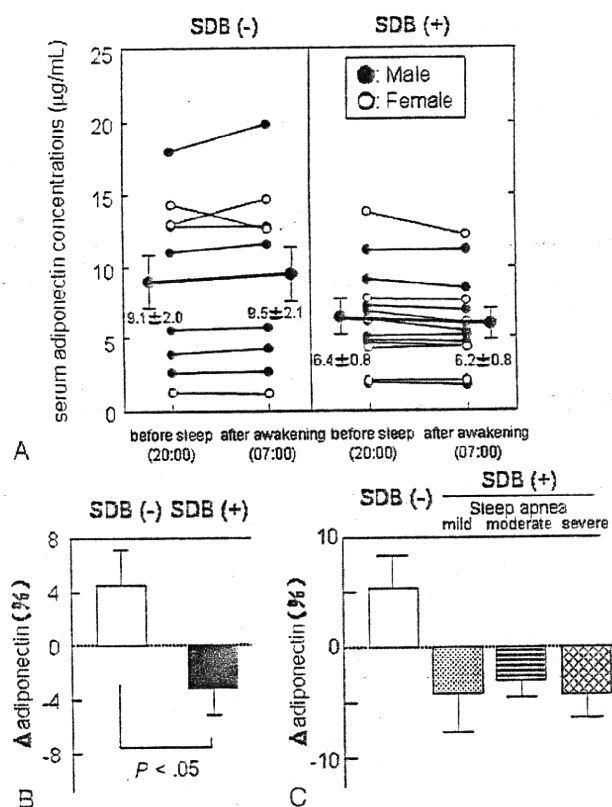 SDB (-) SDB (+)
25
20
15
10
5
0
serum adiponectin concentrations (µg/mL)
●: Male
○: Female
9.1±2.0 9.5±2.1 6.4±0.8 6.2±0.8
before sleep after awakening before sleep after awakening
(20:00) (07:00) (20:00) (07:00)
A
SDB (-) SDB (+)
8
4
0
-4
-8
Δ adiponectin (%)
P < .05
B
SDB (-) SDB (+)
Sleep apnea
mild moderate severe
10
0
-10
Δ adiponectin (%)
C